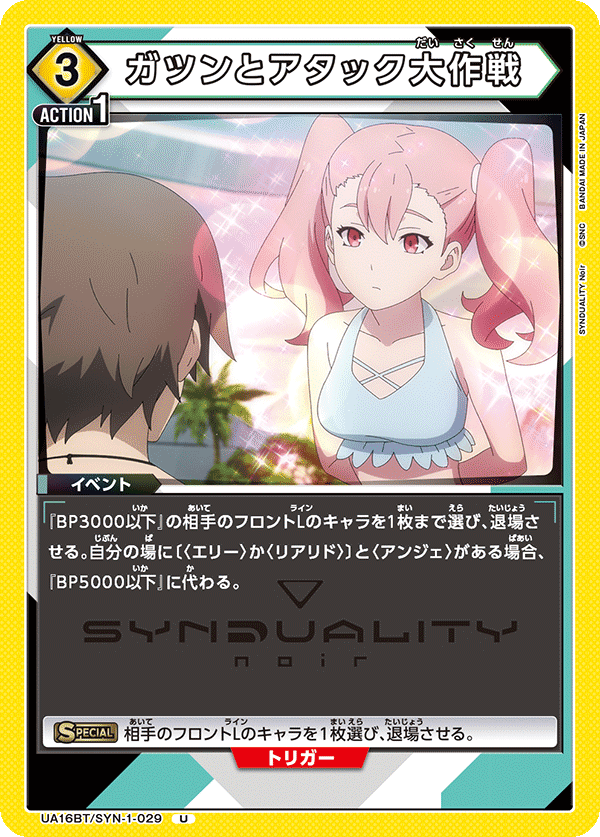 YELLOW
3
ガツンとアタック大作戦
だい さく せん
ACTION 1
BANDAI MADE IN JAPAN
©SNC
SYNDUALITY Noir
イベント
『BP3000以下』の相手のフロントLのキャラを1枚まで選び、退場さ
せる。自分の場に〔〈エリー〉か〈リアリド〉〕と〈アンジェ〉がある場合、
『BP5000以下』に代わる。
SYNDUALITY
noir
SPECIAL 相手のフロントLのキャラを1枚選び、退場させる。
トリガー
UA16BT/SYN-1-029 U